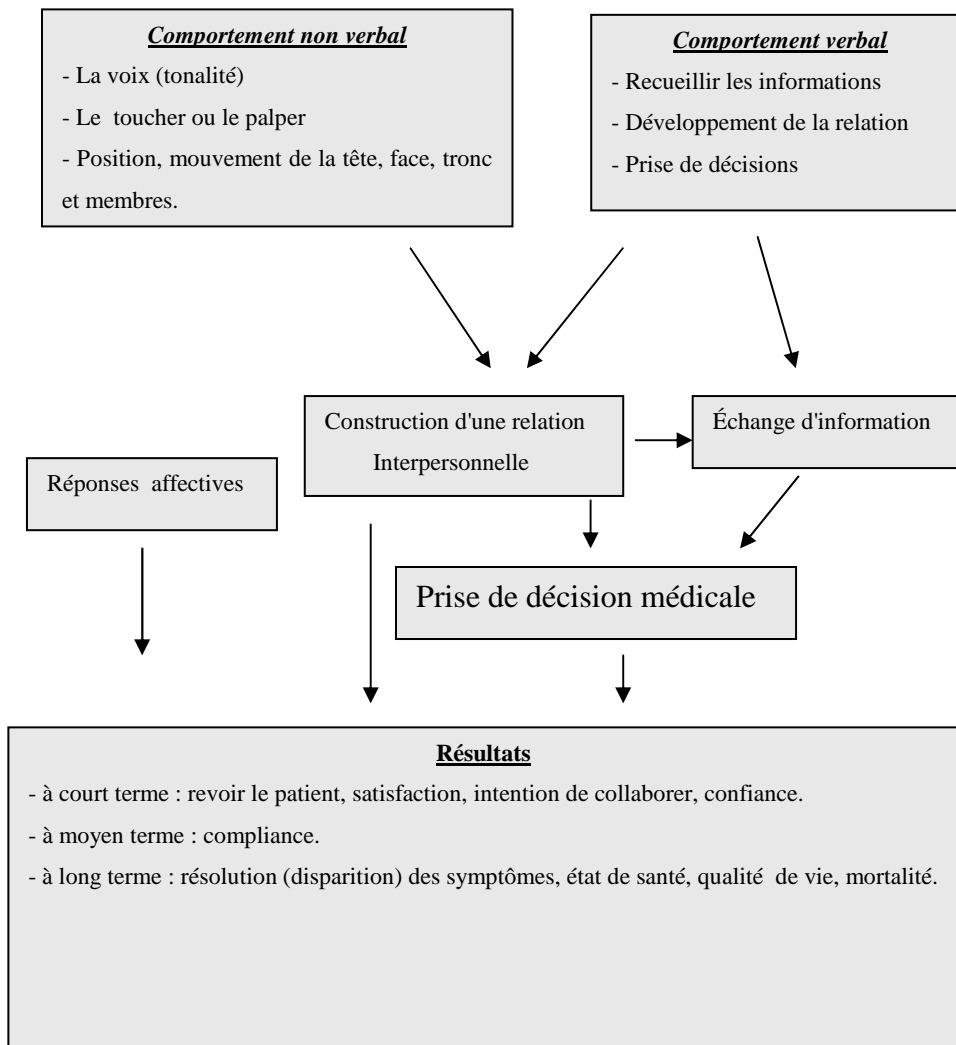 Comportement non verbal
- La voix (tonalité)
- Le toucher ou le palper
- Position, mouvement de la tête, face, tronc
et membres.
Comportement verbal
- Recueillir les informations
- Développement de la relation
- Prise de décisions
Construction d'une relation
Interpersonnelle
Échange d'information
Réponses affectives
Prise de décision médicale
Résultats
- à court terme : revoir le patient, satisfaction, intention de collaborer, confiance.
- à moyen terme : compliance.
- à long terme : résolution (disparition) des symptômes, état de santé, qualité de vie, mortalité.